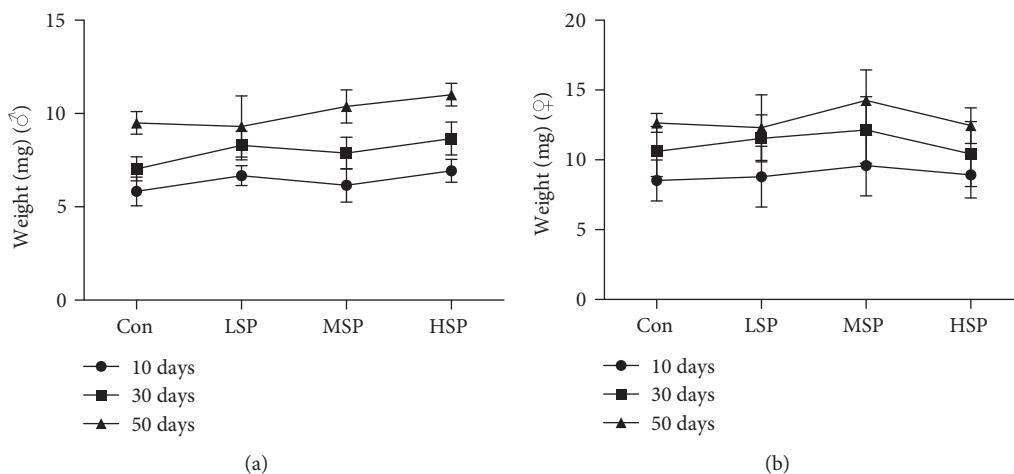 15
10
5
0
Weight (mg) (♂)
Con
LSP
MSP
HSP
10 days
30 days
50 days
(a)
20
15
10
5
0
Weight (mg) (♀)
Con
LSP
MSP
HSP
10 days
30 days
50 days
(b)